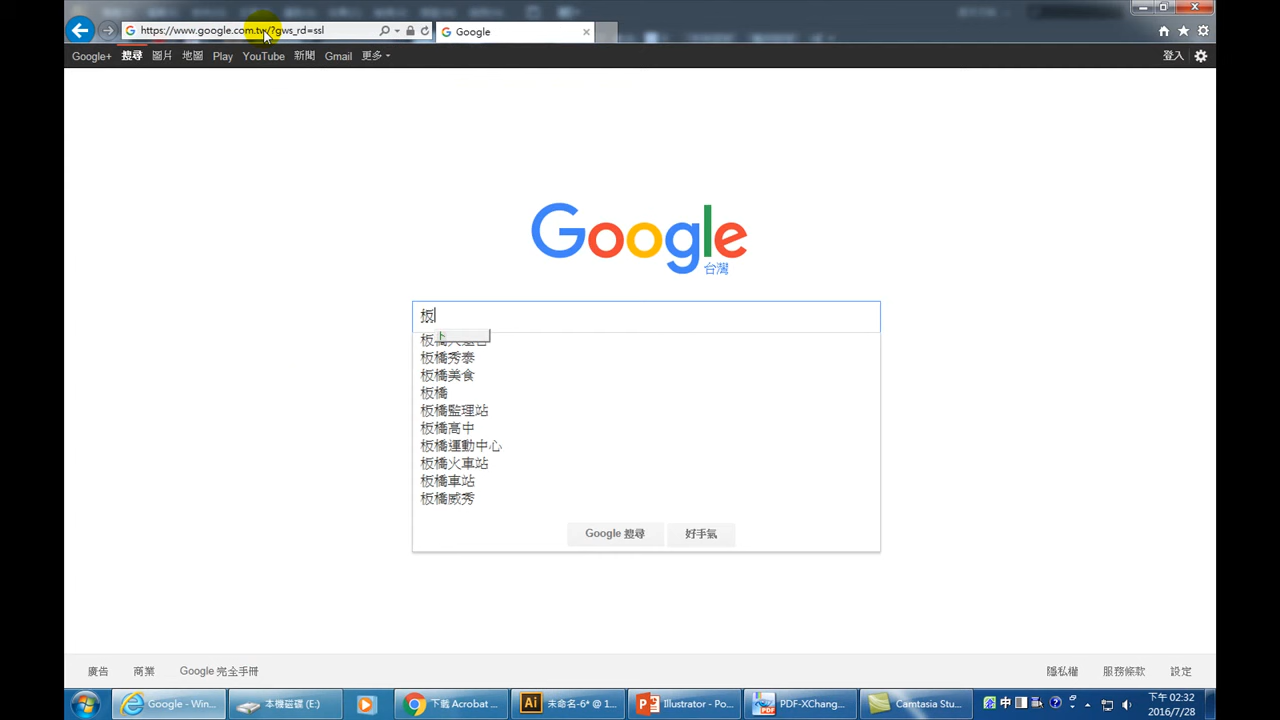 https://www.google.com.tw/?gws_rd=ssl
Google
Google+ 搜尋 圖片 地圖 Play YouTube 新聞 Gmail 更多
登入
Google
台灣
板
卜
板橋秀泰
板橋美食
板橋
板橋監理站
板橋高中
板橋運動中心
板橋火車站
板橋車站
板橋威秀
Google 搜尋 好手氣
廣告 商業 Google 完全手冊 隱私權 服務條款 設定
Google - Win... 本機磁碟 (E:) 下載 Acrobat ... Ai 未命名-6* @ 1... Illustrator - Po... PDF-XChang... Camtasia Stu... 中 下午 02:32
2016/7/28